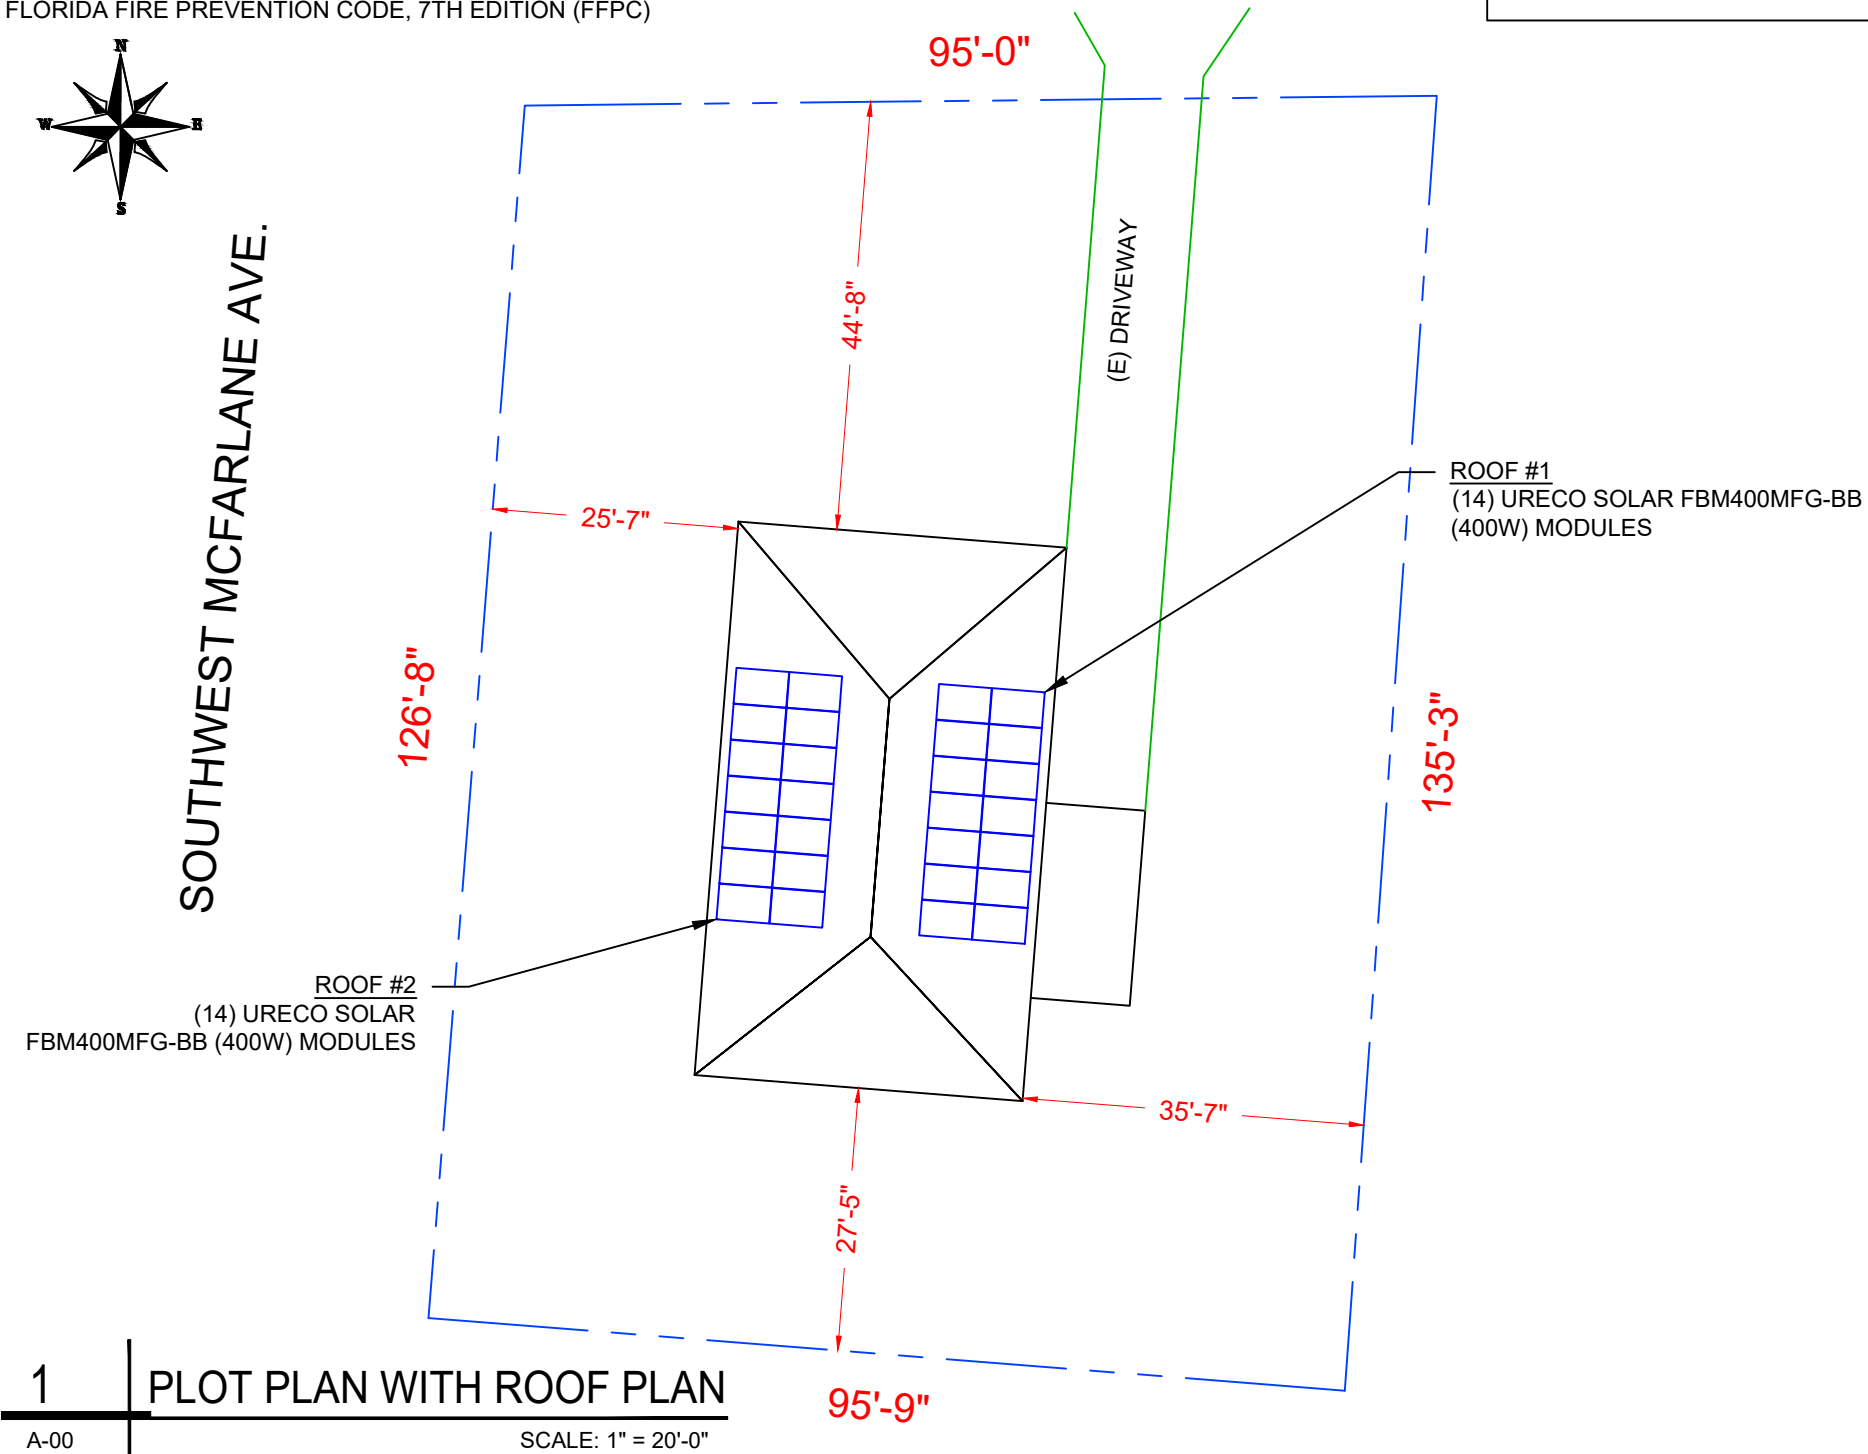 FLORIDA FIRE PREVENTION CODE, 7TH EDITION (FFPC)
N
W
E
S
95'-0"
SOUTHWEST MCFARLANE AVE.
44'-8"
(E) DRIVEWAY
25'-7"
ROOF #1
(14) URECO SOLAR FBM400MFG-BB
(400W) MODULES
126'-8"
135'-3"
ROOF #2
(14) URECO SOLAR
FBM400MFG-BB (400W) MODULES
35'-7"
27'-5"
95'-9"
1
PLOT PLAN WITH ROOF PLAN
A-00
SCALE: 1" = 20'-0"